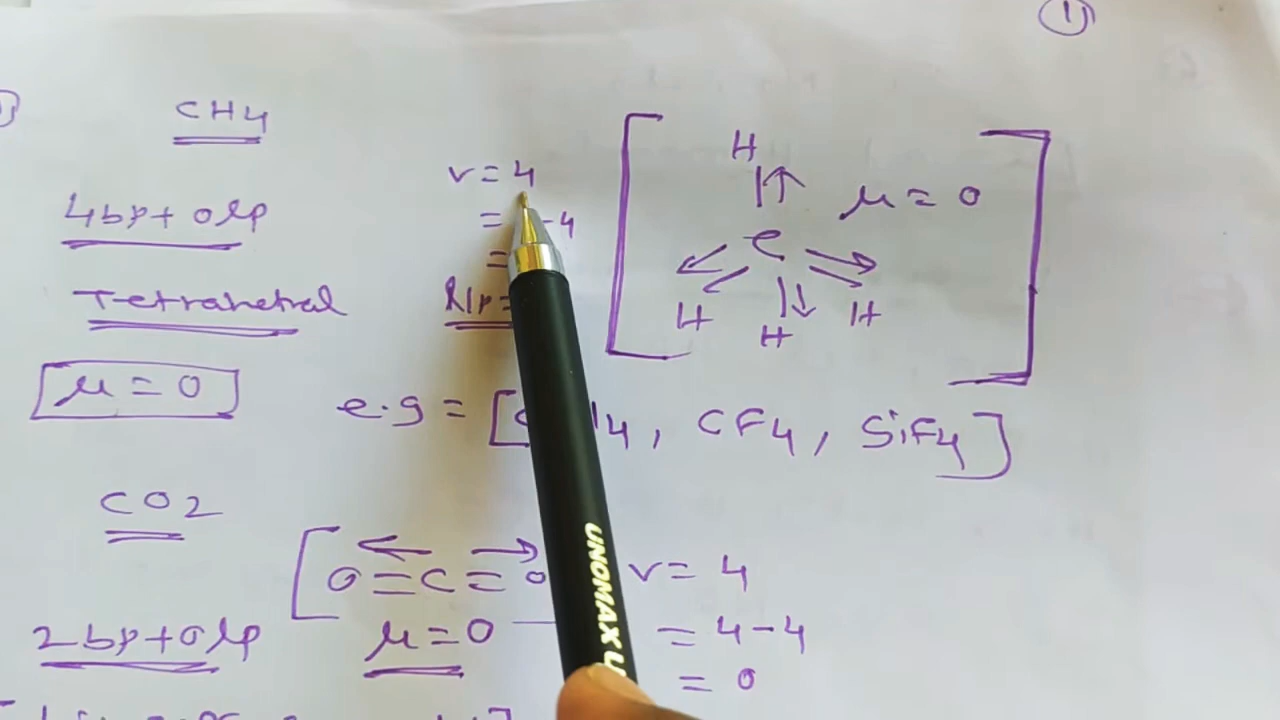 1
CH4
4bp + 0lp
Tetrahetral
μ = 0
v = 4
= -4
=
H
μ = 0
C
H H H
e.g = [ 4, CF4, SiF4]
CO2
[O = C = O
2bp + 0lp
μ = 0
v = 4
= 4 - 4
= 0
UNOMAX U